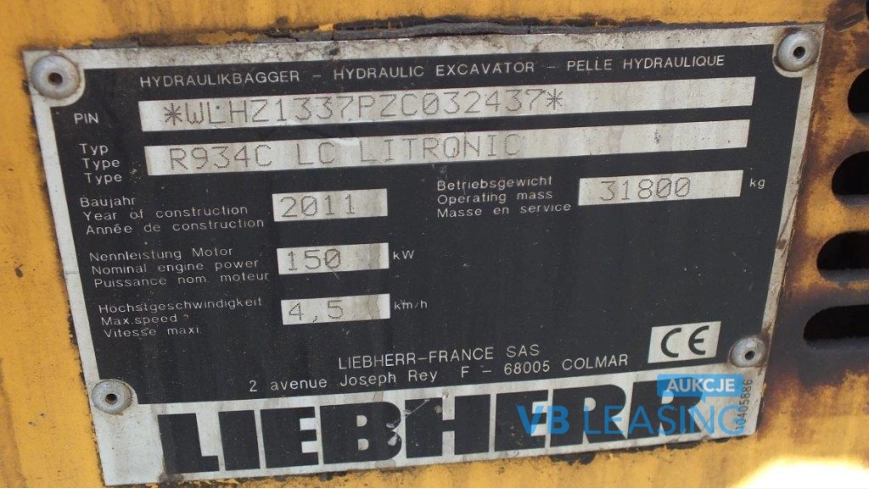 HYDRAULIKBAGGER - HYDRAULIC EXCAVATOR - PELLE HYDRAULIQUE
PIN *WLHZ1337PZC032437*
Typ
Type
Type
R934C LC LITRONIC
Baujahr
Year of construction
Année de construction
2011
Betriebsgewicht
Operating mass
Masse en service
31800 kg
Nennleistung Motor
Nominal engine power
Puissance nom. moteur
150 kW
Höchstgeschwindigkeit
Max.speed
Vitesse maxi.
4,5 km/h
CE
LIEBHERR-FRANCE SAS
2 avenue Joseph Rey F - 68005 COLMAR
LIEBHERR
10405886
AUKCJE
VB LEASING